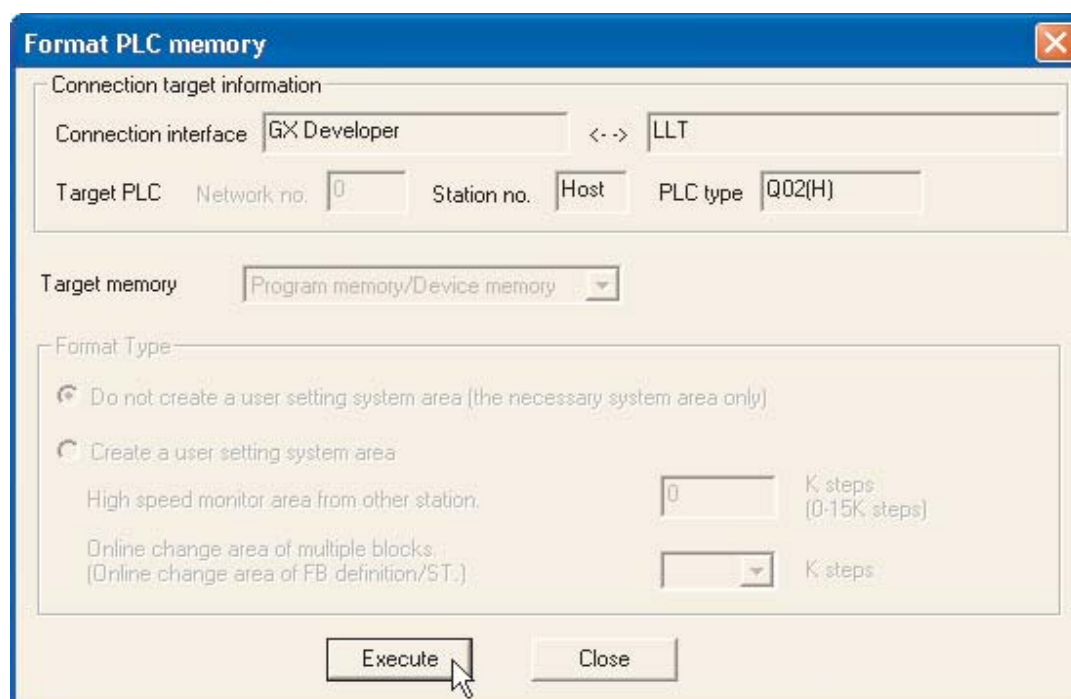 Format PLC memory
Connection target information
Connection interface GX Developer <--> LLT
Target PLC Network no. 0 Station no. Host PLC type Q02(H)
Target memory Program memory/Device memory
Format Type
Do not create a user setting system area (the necessary system area only)
Create a user setting system area
High speed monitor area from other station. 0 K steps
(0-15K steps)
Online change area of multiple blocks.
(Online change area of FB definition/ST.) K steps
Execute Close